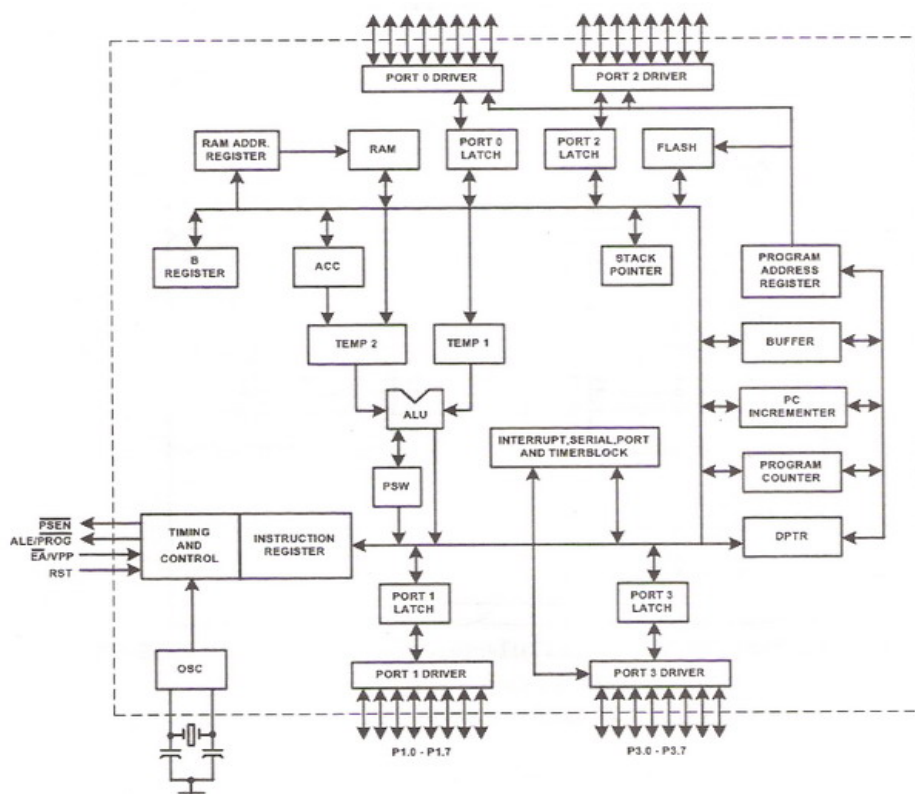 PORT 0 DRIVER
PORT 2 DRIVER
RAM ADDR.
REGISTER
RAM
PORT 0
LATCH
PORT 2
LATCH
FLASH
B
REGISTER
ACC
STACK
POINTER
PROGRAM
ADDRESS
REGISTER
TEMP 2
TEMP 1
BUFFER
ALU
PC
INCREMENTER
INTERRUPT,SERIAL,PORT
AND TIMERBLOCK
PROGRAM
COUNTER
PSW
PSEN
ALE/PROG
EA/VPP
RST
TIMING
AND
CONTROL
INSTRUCTION
REGISTER
DPTR
PORT 1
LATCH
PORT 3
LATCH
OSC
PORT 1 DRIVER
PORT 3 DRIVER
P1.0 - P1.7
P3.0 - P3.7